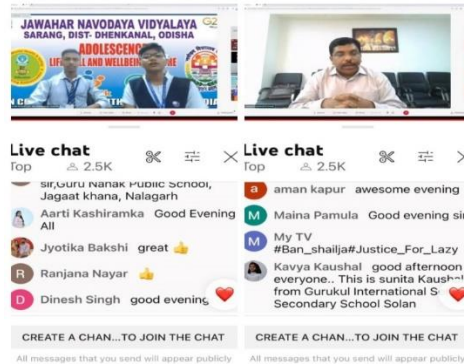 JAWAHAR NAVODAYA VIDYALAYA
SARANG, DIST- DHENKANAL, ODISHA
ADOLESCENC
LIF
AL AND WELLBEIN
Live chat
Top 2.5K
sir,Guru Nanak Public School,
Jagaat khana, Nalagarh
Aarti Kashiramka Good Evening
All
Jyotika Bakshi great 👍
R Ranjana Nayar 👍
D Dinesh Singh good evening
CREATE A CHAN...TO JOIN THE CHAT
All messages that you send will appear publicly
Live chat
Top 2.5K
a aman kapur awesome evening
M Maina Pamula Good evening sir
M My TV
#Ban_shailja#Justice_For_Lazy
Kavya Kaushal good afternoon
everyone.. This is sunita Kaushal
from Gurukul International S
Secondary School Solan
CREATE A CHAN...TO JOIN THE CHAT
All messages that you send will appear publicly